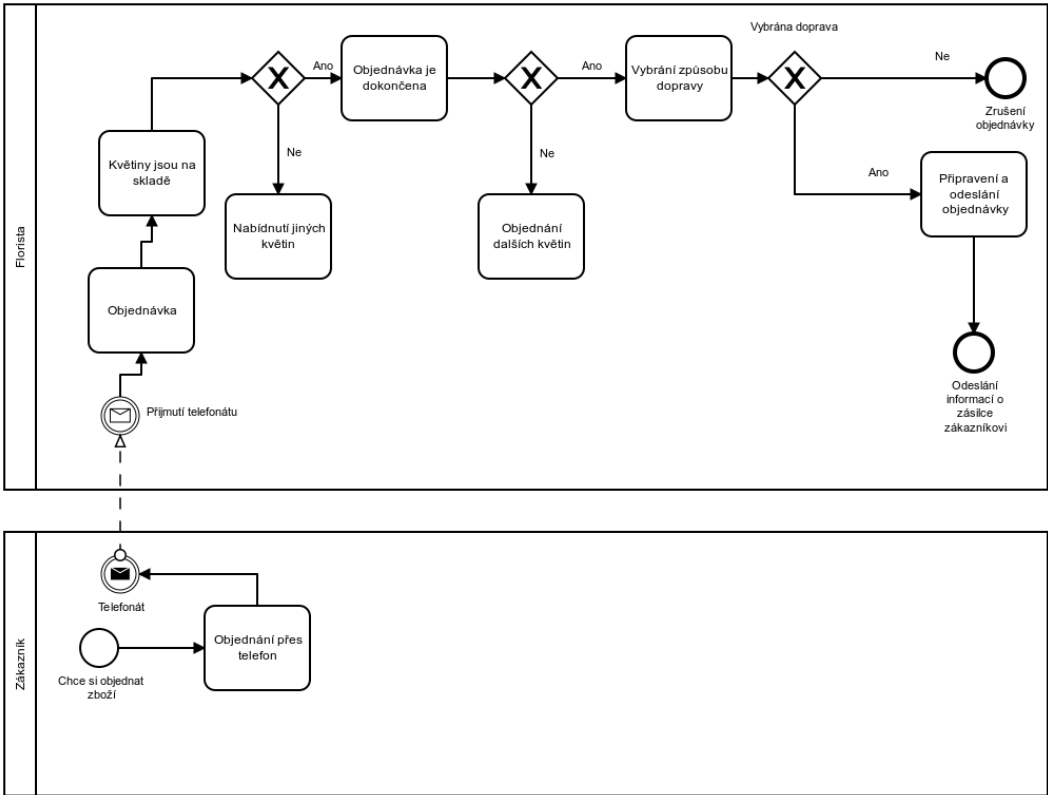 Florista
Přijmutí telefonátu
Objednávka
Květiny jsou na
skladě
Ano
Ne
Nabídnutí jiných
květin
Objednávka je
dokončena
Ano
Ne
Objednání
dalších květin
Vybrání způsobu
dopravy
Vybrána doprava
Ne
Zrušení
objednávky
Ano
Připravení a
odeslání
objednávky
Odeslání
informací o
zásilce
zákazníkovi
Zákazník
Telefonát
Chce si objednat
zboží
Objednání přes
telefon